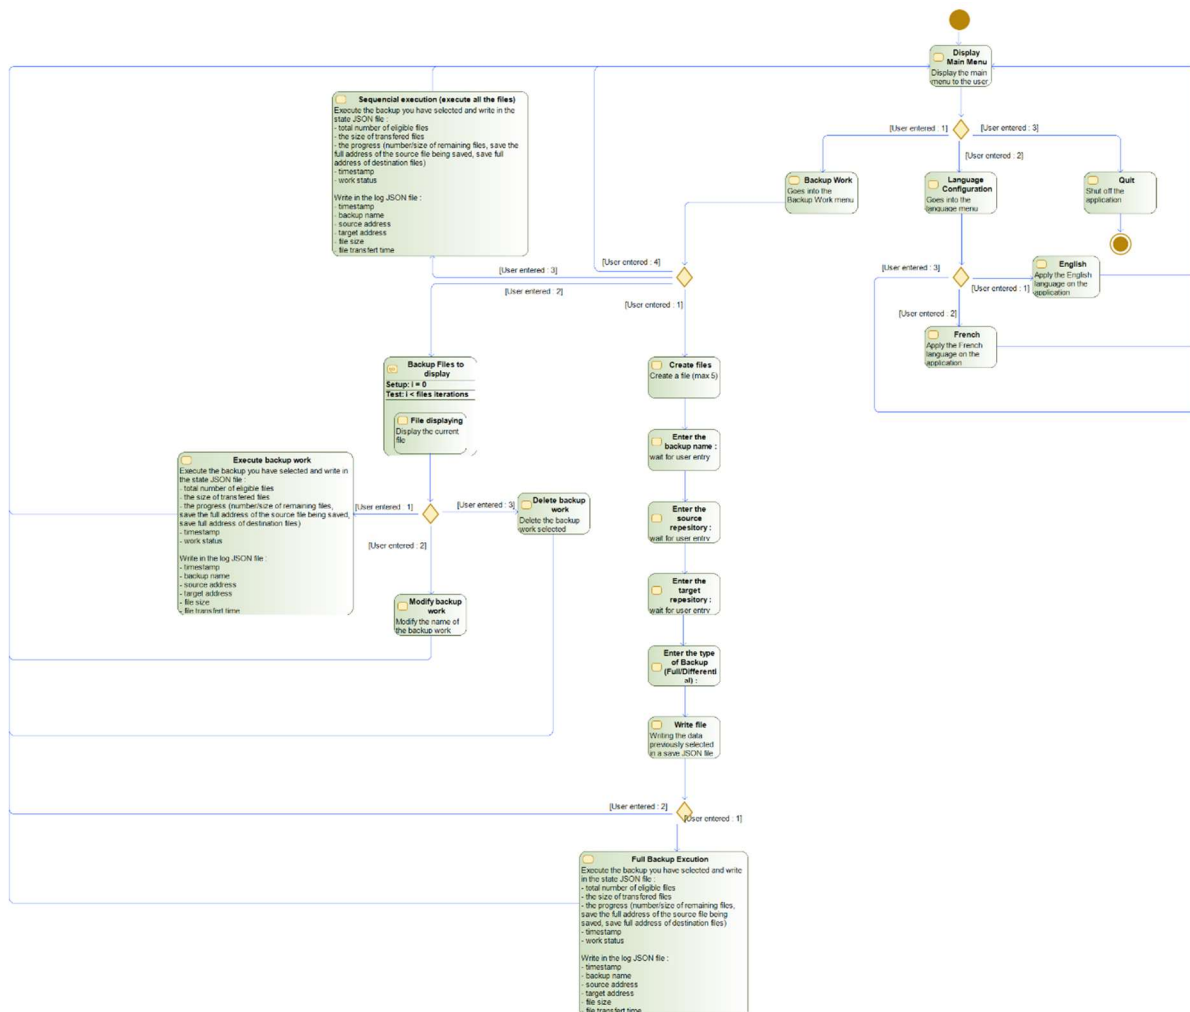 Display
Main Menu
Display the main
menu to the user
[User entered : 1]
[User entered : 3]
[User entered : 2]
Backup Work
Goes into the
Backup Work menu
Language
Configuration
Goes into the
language menu
Quit
Shut off the
application
Sequencial execution (execute all the files)
Execute the backup you have selected and write in the
state JSON file :
- total number of eligible files
- the size of transfered files
- the progress (number/size of remaining files, save the
full address of the source file being saved, save full
address of destination files)
- timestamp
- work status
Write in the log JSON file :
- timestamp
- backup name
- source address
- target address
- file size
- file transfert time
[User entered : 4]
[User entered : 3]
[User entered : 2]
[User entered : 1]
[User entered : 3]
[User entered : 1]
[User entered : 2]
English
Apply the English
language on the
application
French
Apply the French
language on the
application
Backup Files to
display
Setup: i = 0
Test: i < files iterations
File displaying
Display the current
file
Create files
Create a file (max 5)
Enter the
backup name :
wait for user entry
Enter the
source
repesitory :
wait for user entry
Enter the
target
repesitory :
wait for user entry
Enter the type
of Backup
(Full/Differenti
al) :
Write file
Writing the data
previously selected
in a save JSON file
Execute backup work
Execute the backup you have selected and write in
the state JSON file :
- total number of eligible files
- the size of transfered files
- the progress (number/size of remaining files,
save the full address of the source file being saved,
save full address of destination files)
- timestamp
- work status
Write in the log JSON file :
- timestamp
- backup name
- source address
- target address
- file size
- file transfert time
[User entered : 1]
[User entered : 3]
[User entered : 2]
Delete backup
work
Delete the backup
work selected
Modify backup
work
Modify the name of
the backup work
[User entered : 2]
[User entered : 1]
Full Backup Excution
Execute the backup you have selected and write
in the state JSON file :
- total number of eligible files
- the size of transfered files
- the progress (number/size of remaining files,
save the full address of the source file being
saved, save full address of destination files)
- timestamp
- work status
Write in the log JSON file :
- timestamp
- backup name
- source address
- target address
- file size
- file transfert time